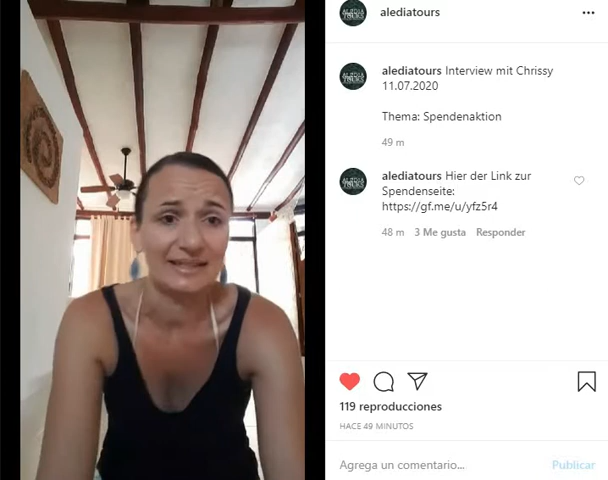 alediatours
alediatours Interview mit Chrissy
11.07.2020
Thema: Spendenaktion
49 m
alediatours Hier der Link zur
Spendenseite:
https://gf.me/u/yfz5r4
48 m 3 Me gusta Responder
119 reproducciones
HACE 49 MINUTOS
Agrega un comentario... Publicar